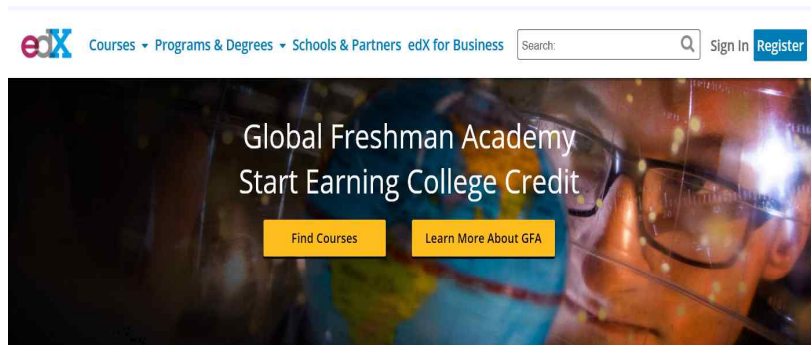 edX Courses Programs & Degrees Schools & Partners edX for Business Search: Sign In Register
Global Freshman Academy
Start Earning College Credit
Find Courses Learn More About GFA